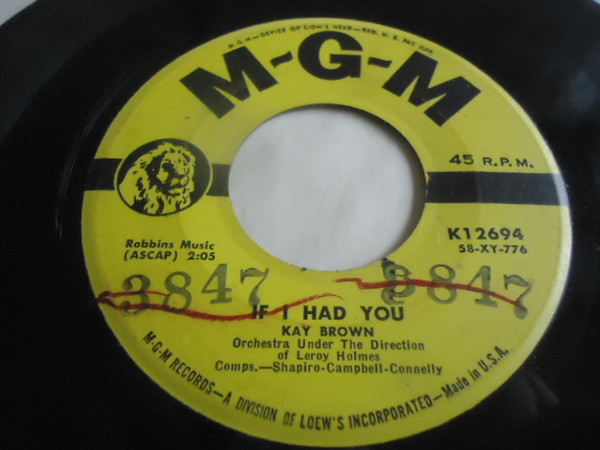 M-G-M—DEVICE OF LION'S HEAD—REG. U.S. PAT. OFF.
M-G-M
45 R.P.M.
Robbins Music
(ASCAP) 2:05
K12694
58-XY-776
3847 3847
IF I HAD YOU
KAY BROWN
Orchestra Under The Direction
of Leroy Holmes
Comps.—Shapiro-Campbell-Connelly
M-G-M RECORDS—A DIVISION OF LOEW'S INCORPORATED—Made in U.S.A.